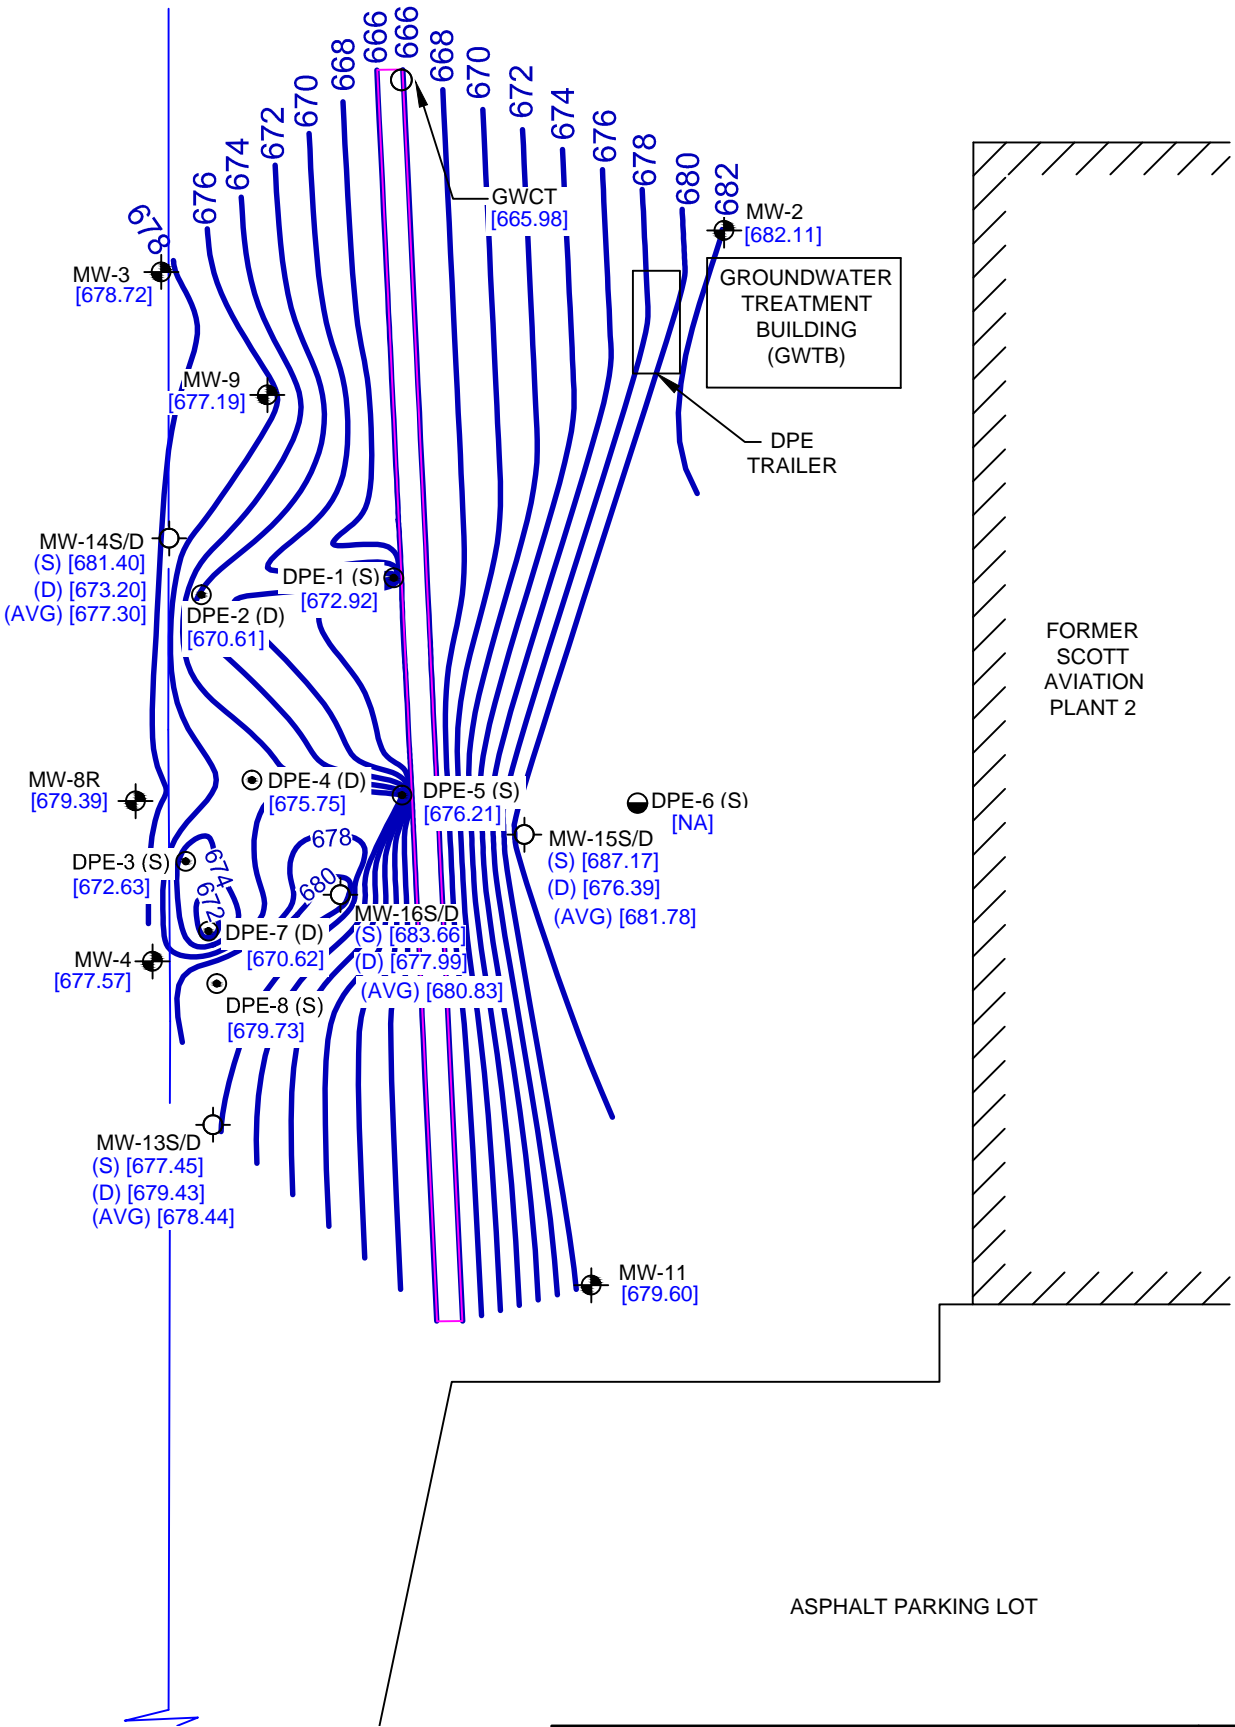 666
666
668
668
670
670
672
672
674
674
676
676
678
678
680
682
GWCT
[665.98]
MW-2
[682.11]
MW-3
[678.72]
GROUNDWATER
TREATMENT
BUILDING
(GWTB)
MW-9
[677.19]
DPE
TRAILER
MW-14S/D
(S) [681.40]
(D) [673.20]
(AVG) [677.30]
DPE-1 (S)
[672.92]
DPE-2 (D)
[670.61]
FORMER
SCOTT
AVIATION
PLANT 2
MW-8R
[679.39]
DPE-4 (D)
[675.75]
DPE-5 (S)
[676.21]
DPE-6 (S)
[NA]
MW-15S/D
(S) [687.17]
(D) [676.39]
(AVG) [681.78]
678
680
DPE-3 (S)
[672.63]
674
672
MW-16S/D
(S) [683.66]
(D) [677.99]
(AVG) [680.83]
DPE-7 (D)
[670.62]
MW-4
[677.57]
DPE-8 (S)
[679.73]
MW-13S/D
(S) [677.45]
(D) [679.43]
(AVG) [678.44]
MW-11
[679.60]
ASPHALT PARKING LOT